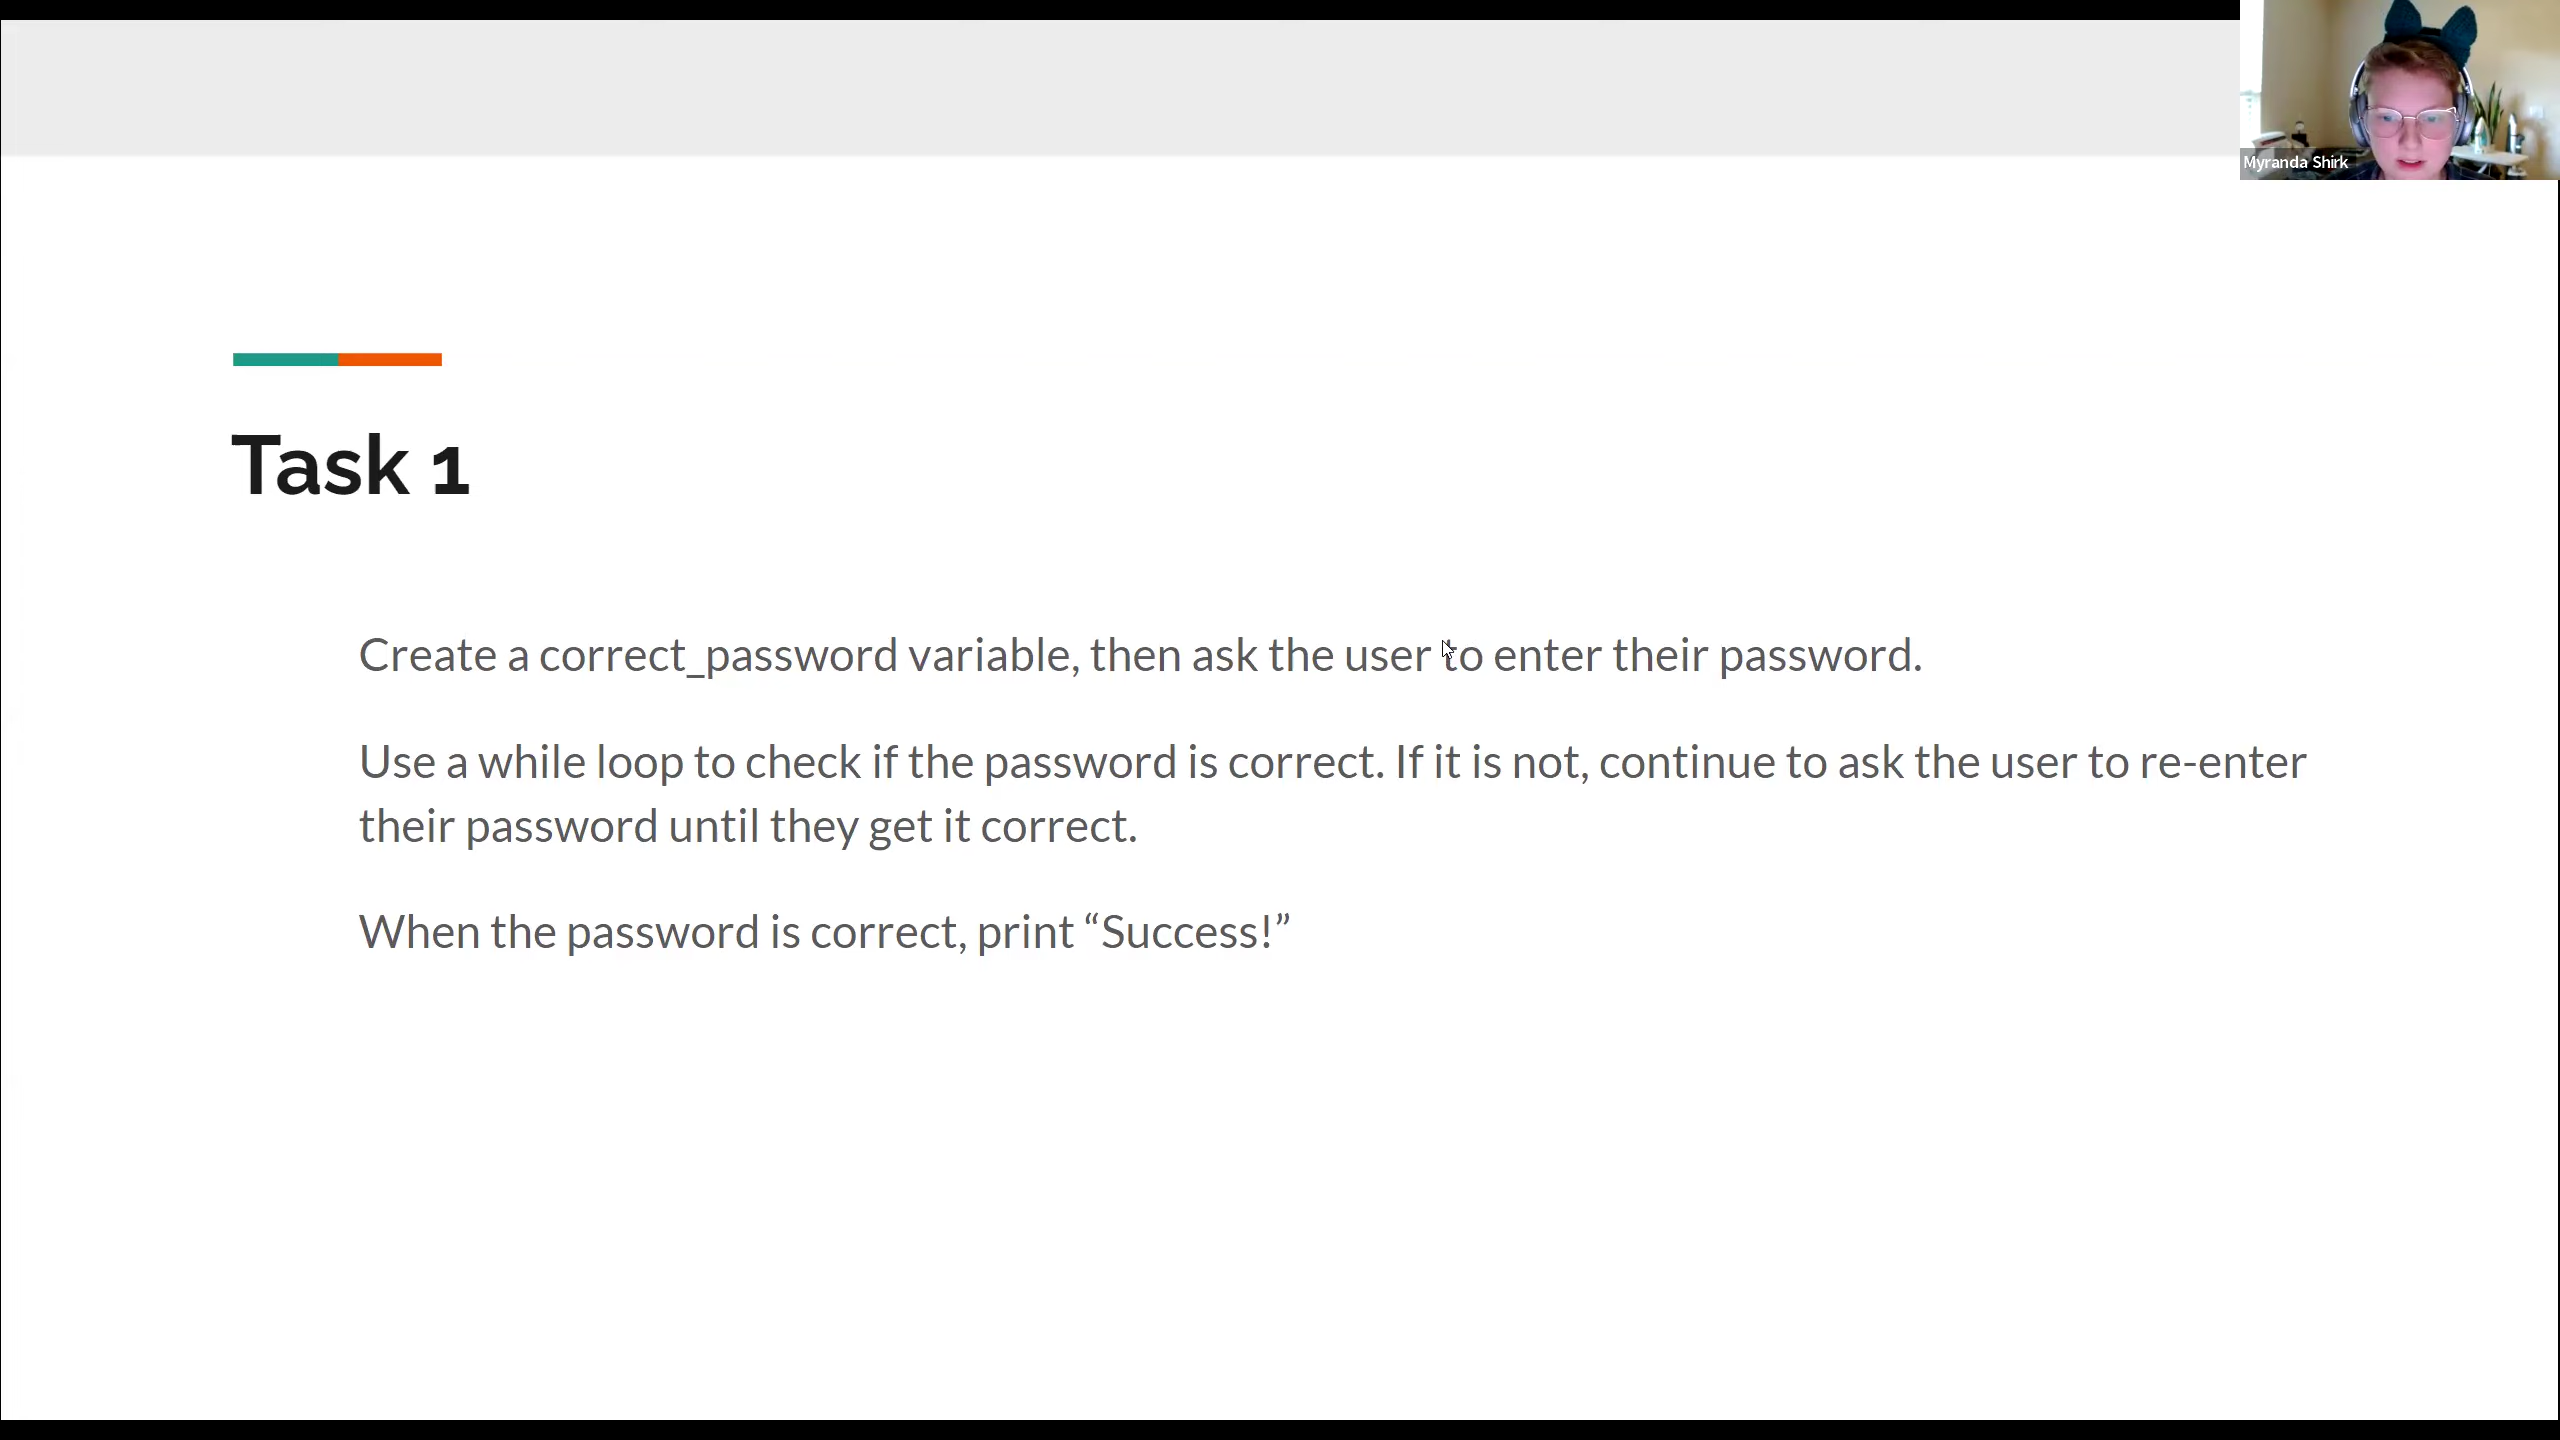 Myranda Shirk
Task 1
Create a correct_password variable, then ask the user to enter their password.
Use a while loop to check if the password is correct. If it is not, continue to ask the user to re-enter
their password until they get it correct.
When the password is correct, print “Success!”